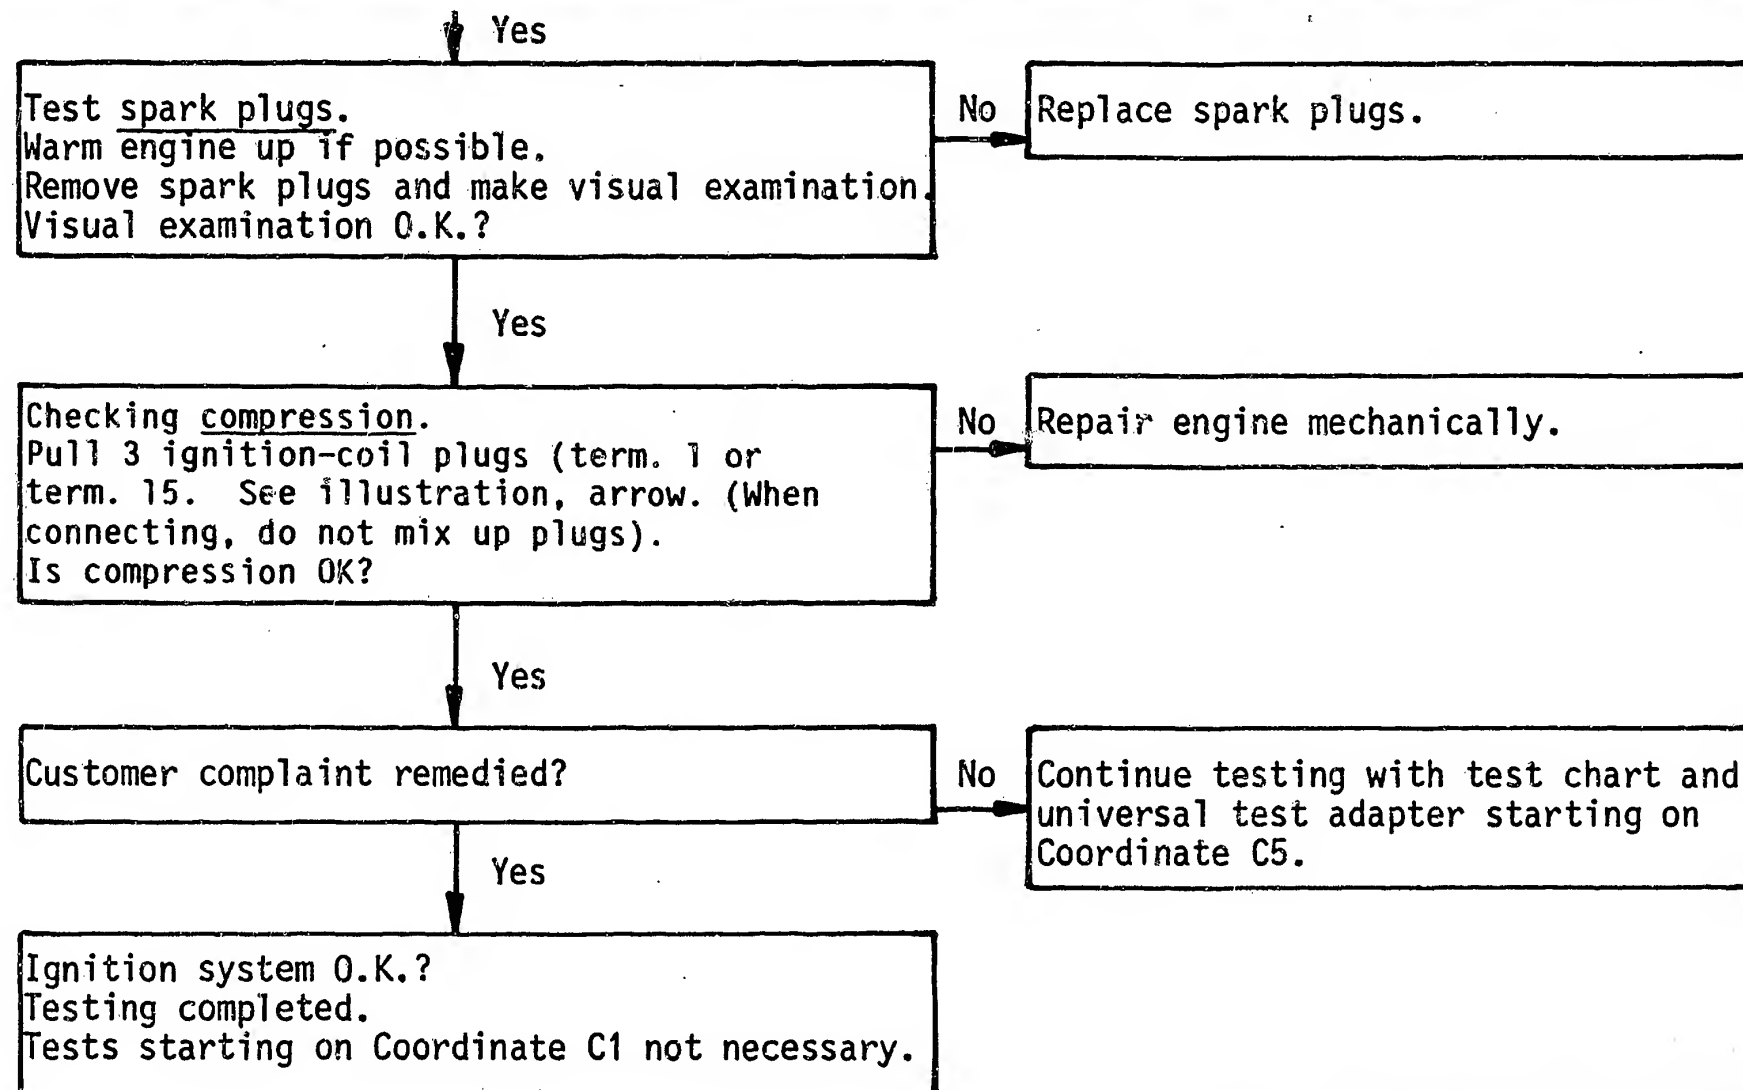 Yes
Test spark plugs.
Warm engine up if possible.
Remove spark plugs and make visual examination.
Visual examination O.K.?
No
Replace spark plugs.
Yes
Checking compression.
Pull 3 ignition-coil plugs (term. 1 or
term. 15. See illustration, arrow. (When
connecting, do not mix up plugs).
Is compression OK?
No
Repair engine mechanically.
Yes
Customer complaint remedied?
No
Continue testing with test chart and
universal test adapter starting on
Coordinate C5.
Yes
Ignition system O.K.?
Testing completed.
Tests starting on Coordinate C1 not necessary.